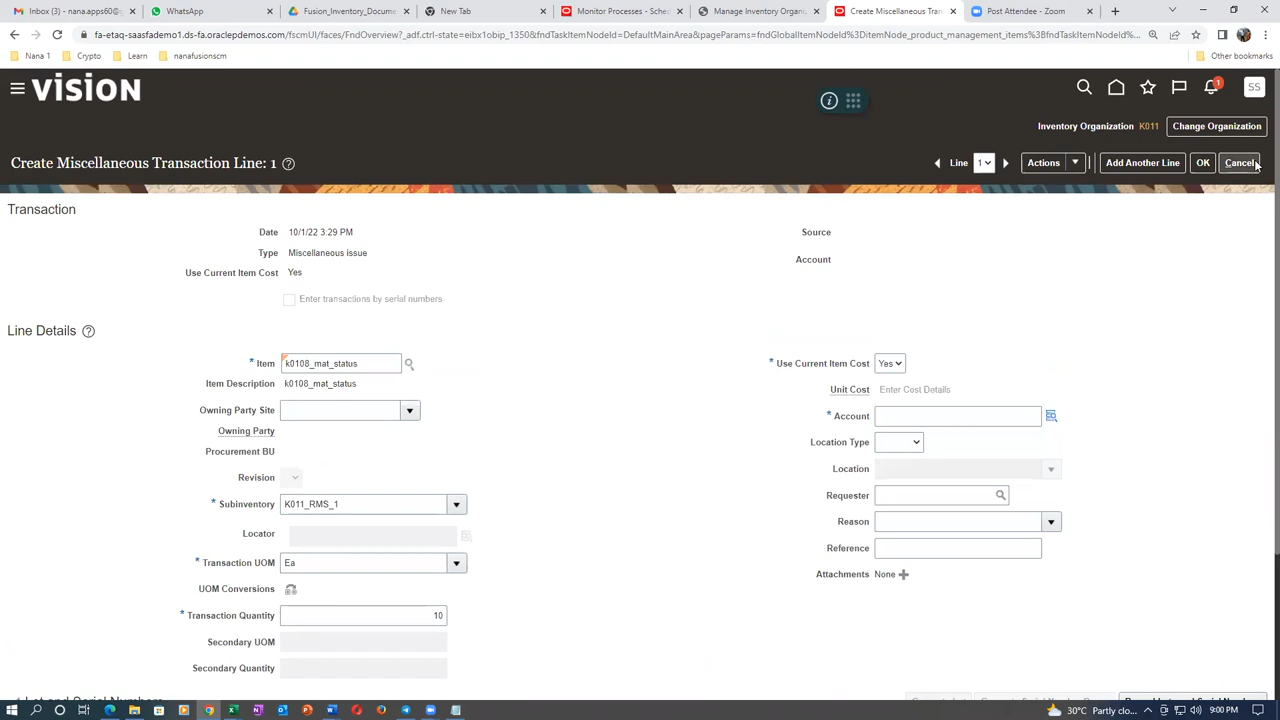 Inbox (3) - nana.apps60@
WhatsApp
Fusion_Inventory_Docume
New Tab
Monitor Processes - Sched
Manage Inventory Organiz
Create Miscellaneous Tran
Post Attendee - Zoom
fa-etaq-saasfademo1.ds-fa.oraclepdemos.com/fscmUI/faces/FndOverview?_adf.ctrl-state=eibx1obip_1350&fndTaskItemNodeId=DefaultMainArea&pageParams=fndGlobalItemNodeId%3DitemNode_product_management_items%3BfndTaskItemNodeId%...
Nana 1
Crypto
Learn
nanafusionscm
Other bookmarks
VISION
1
SS
Inventory Organization K011 Change Organization
Create Miscellaneous Transaction Line: 1
Line 1 Actions Add Another Line OK Cancel
Transaction
Date 10/1/22 3:29 PM
Source
Type Miscellaneous issue
Account
Use Current Item Cost Yes
Enter transactions by serial numbers
Line Details
* Item k0108_mat_status
* Use Current Item Cost Yes
Item Description k0108_mat_status
Unit Cost Enter Cost Details
Owning Party Site
* Account
Owning Party
Location Type
Procurement BU
Location
Revision
Requester
* Subinventory K011_RMS_1
Reason
Locator
Reference
* Transaction UOM Ea
Attachments None
UOM Conversions
* Transaction Quantity 10
Secondary UOM
Secondary Quantity
Lot and Serial Numbers
30°C Partly clo...
9:00 PM